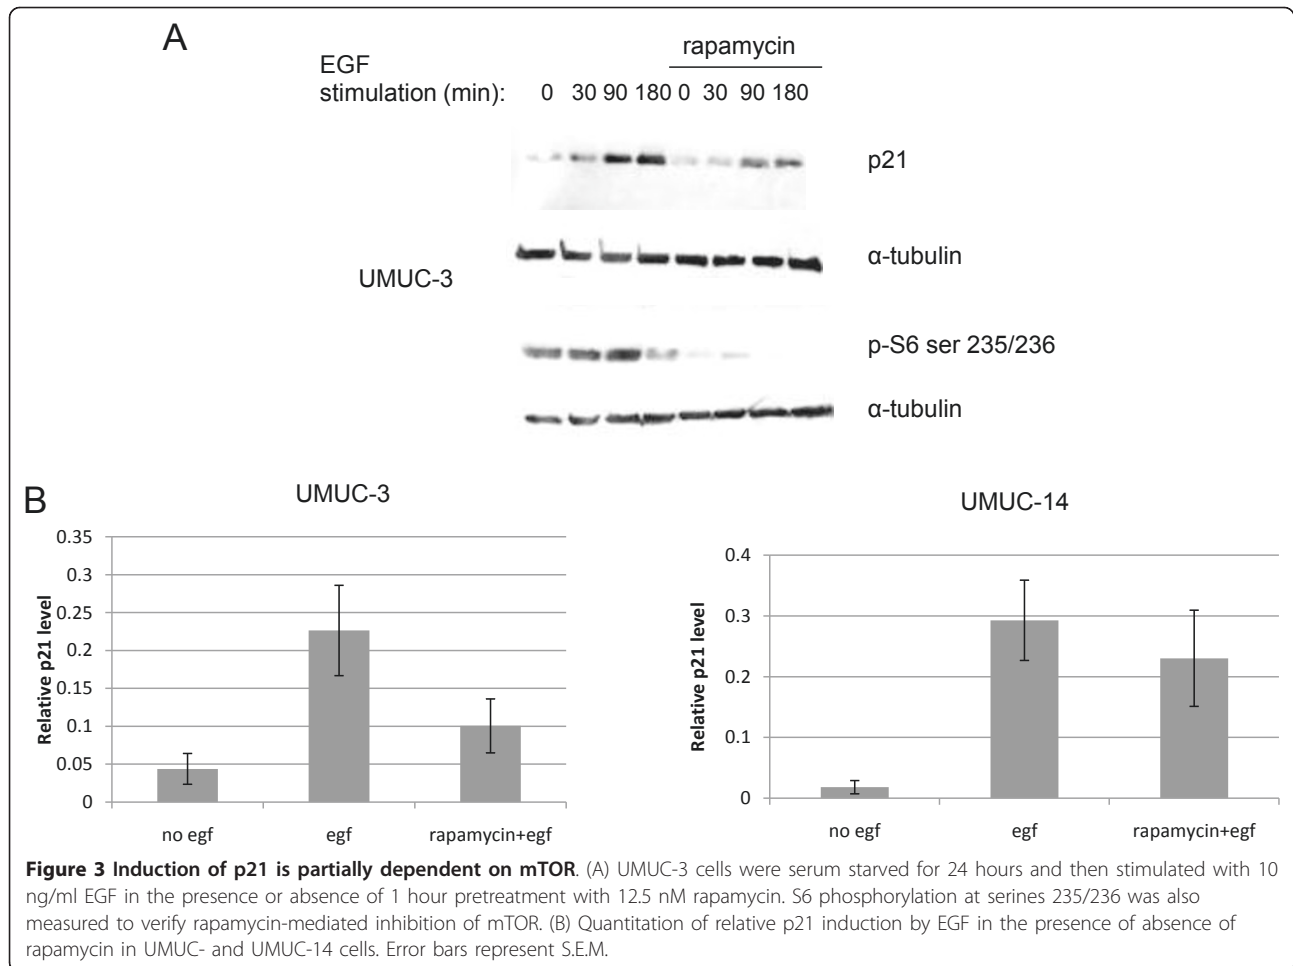 A
rapamycin
EGF
stimulation (min): 0 30 90 180 0 30 90 180
p21
α-tubulin
UMUC-3
p-S6 ser 235/236
α-tubulin
B
UMUC-3
Relative p21 level
0.35
0.3
0.25
0.2
0.15
0.1
0.05
0
no egf egf rapamycin+egf
UMUC-14
Relative p21 level
0.4
0.3
0.2
0.1
0
no egf egf rapamycin+egf
Figure 3 Induction of p21 is partially dependent on mTOR. (A) UMUC-3 cells were serum starved for 24 hours and then stimulated with 10
ng/ml EGF in the presence or absence of 1 hour pretreatment with 12.5 nM rapamycin. S6 phosphorylation at serines 235/236 was also
measured to verify rapamycin-mediated inhibition of mTOR. (B) Quantitation of relative p21 induction by EGF in the presence of absence of
rapamycin in UMUC- and UMUC-14 cells. Error bars represent S.E.M.